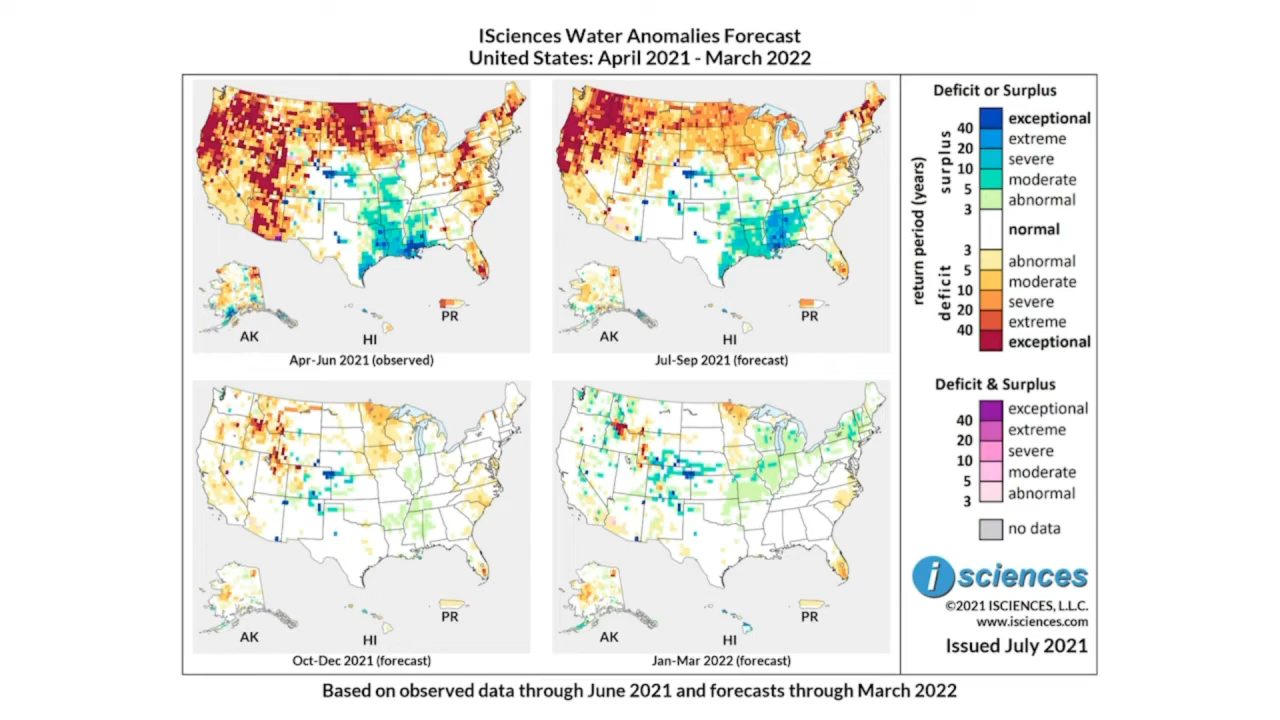 ISciences Water Anomalies Forecast
United States: April 2021 - March 2022
AK
HI
PR
Apr-Jun 2021 (observed)
AK
HI
PR
Jul-Sep 2021 (forecast)
AK
HI
PR
Oct-Dec 2021 (forecast)
AK
HI
PR
Jan-Mar 2022 (forecast)
Deficit or Surplus
return period (years)
surplus
deficit
exceptional
40
extreme
20
severe
10
moderate
5
abnormal
3
normal
3
abnormal
5
moderate
10
severe
20
extreme
40
exceptional
Deficit & Surplus
exceptional
40
extreme
20
severe
10
moderate
5
abnormal
3
no data
isciences
©2021 ISCIENCES, L.L.C.
www.isciences.com
Issued July 2021
Based on observed data through June 2021 and forecasts through March 2022